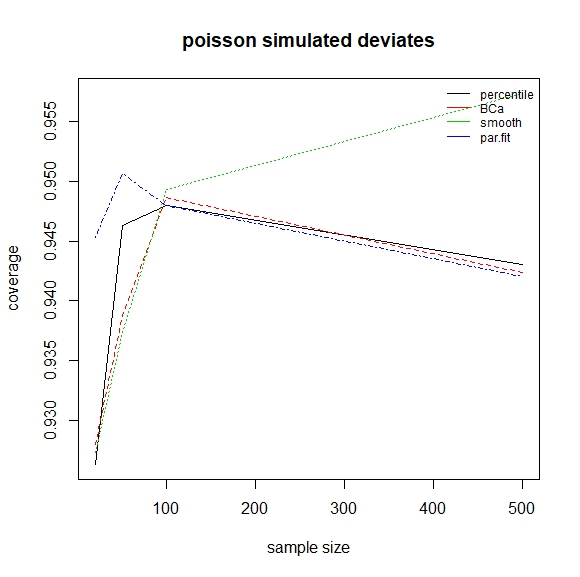 poisson simulated deviates
percentile
BCa
smooth
par.fit
coverage
0.955
0.950
0.945
0.940
0.935
0.930
100 200 300 400 500
sample size